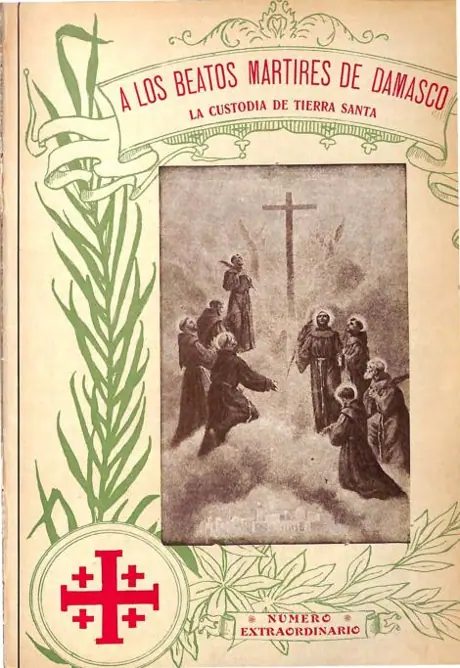 A LOS BEATOS MARTIRES DE DAMASCO
LA CUSTODIA DE TIERRA SANTA
NUMERO
EXTRAORDINARIO